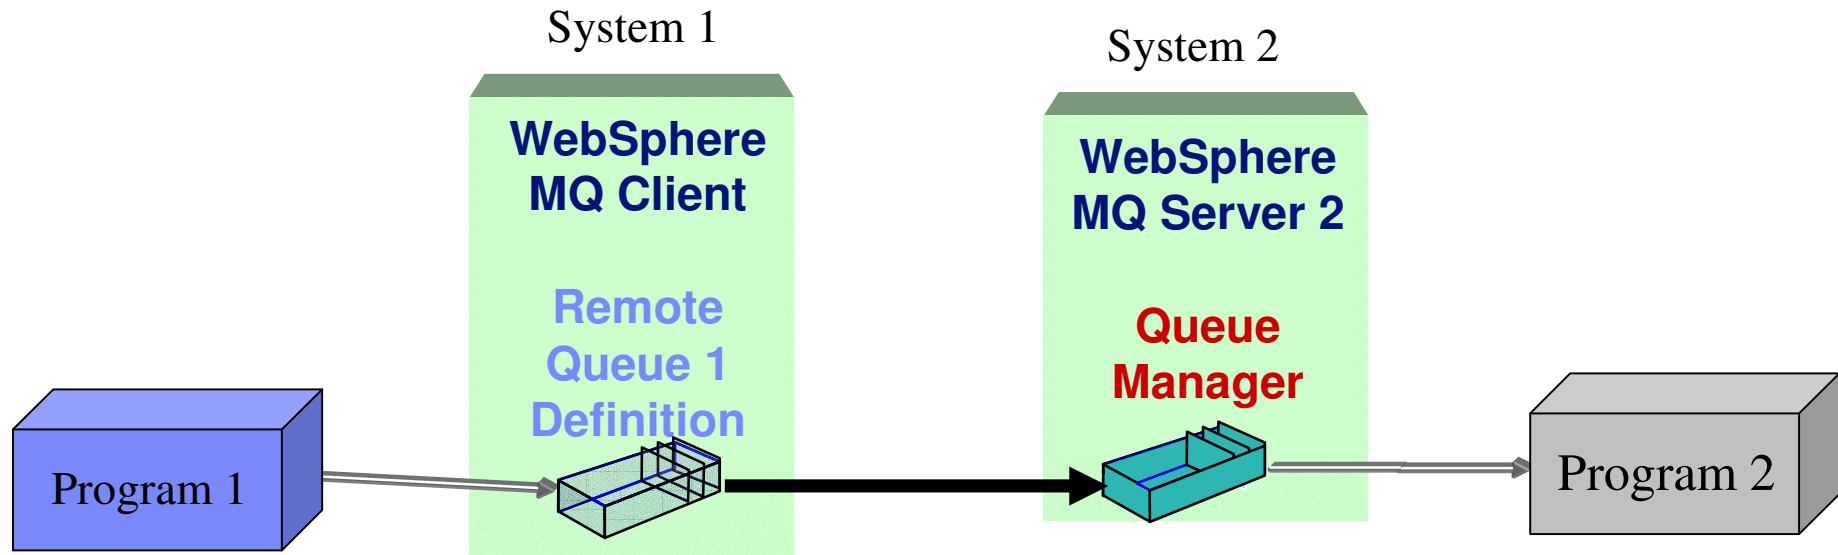 System 1
System 2
WebSphere
MQ Client
WebSphere
MQ Server 2
Remote
Queue 1
Definition
Queue
Manager
Program 1
Program 2